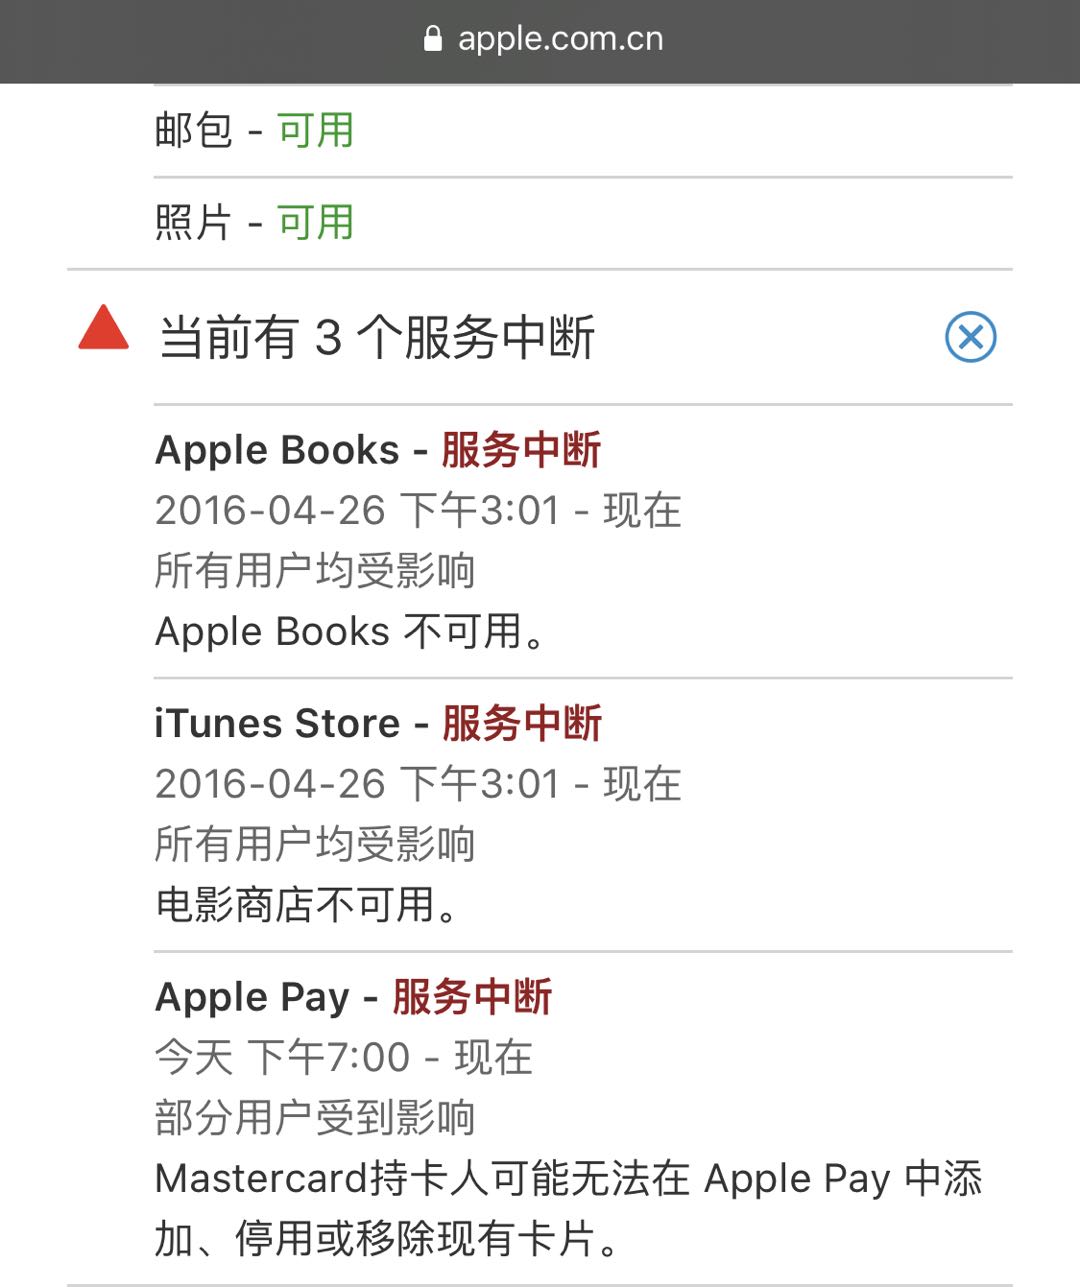 apple.com.cn
邮包 - 可用
照片 - 可用
当前有 3 个服务中断
Apple Books - 服务中断
2016-04-26 下午3:01 - 现在
所有用户均受影响
Apple Books 不可用。
iTunes Store - 服务中断
2016-04-26 下午3:01 - 现在
所有用户均受影响
电影商店不可用。
Apple Pay - 服务中断
今天 下午7:00 - 现在
部分用户受到影响
Mastercard持卡人可能无法在 Apple Pay 中添
加、停用或移除现有卡片。